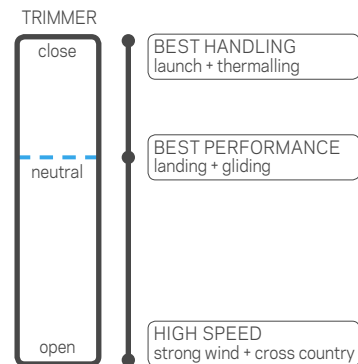 TRIMMER
close
BEST HANDLING
launch + thermalling
BEST PERFORMANCE
landing + gliding
neutral
HIGH SPEED
open
strong wind + cross country